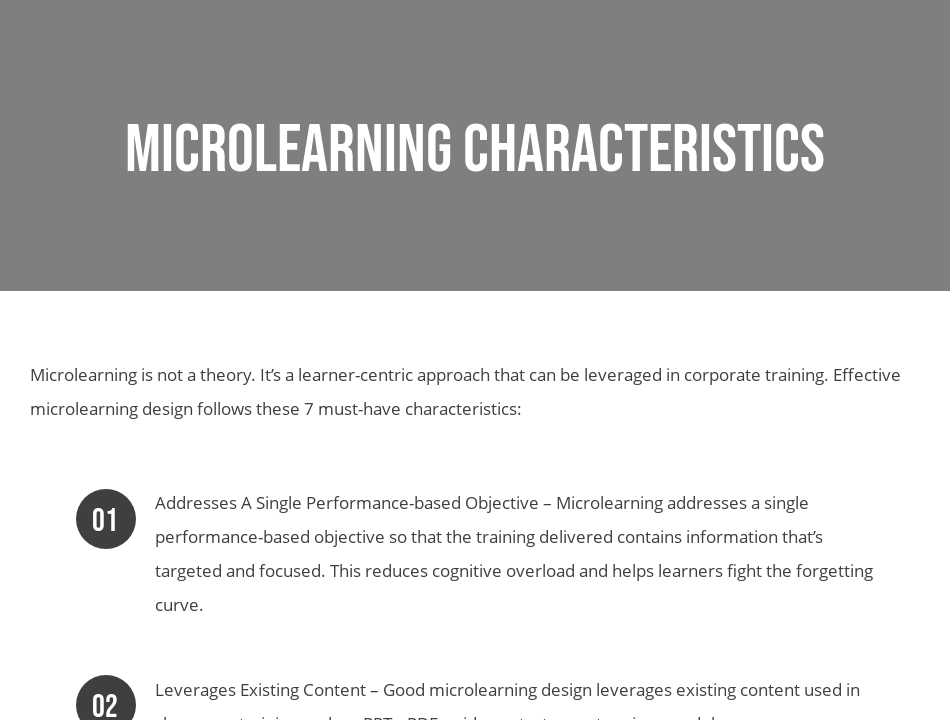 MICROLEARNING CHARACTERISTICS
Microlearning is not a theory. It’s a learner-centric approach that can be leveraged in corporate training. Effective
microlearning design follows these 7 must-have characteristics:
01
Addresses A Single Performance-based Objective – Microlearning addresses a single
performance-based objective so that the training delivered contains information that’s
targeted and focused. This reduces cognitive overload and helps learners fight the forgetting
curve.
02
Leverages Existing Content – Good microlearning design leverages existing content used in